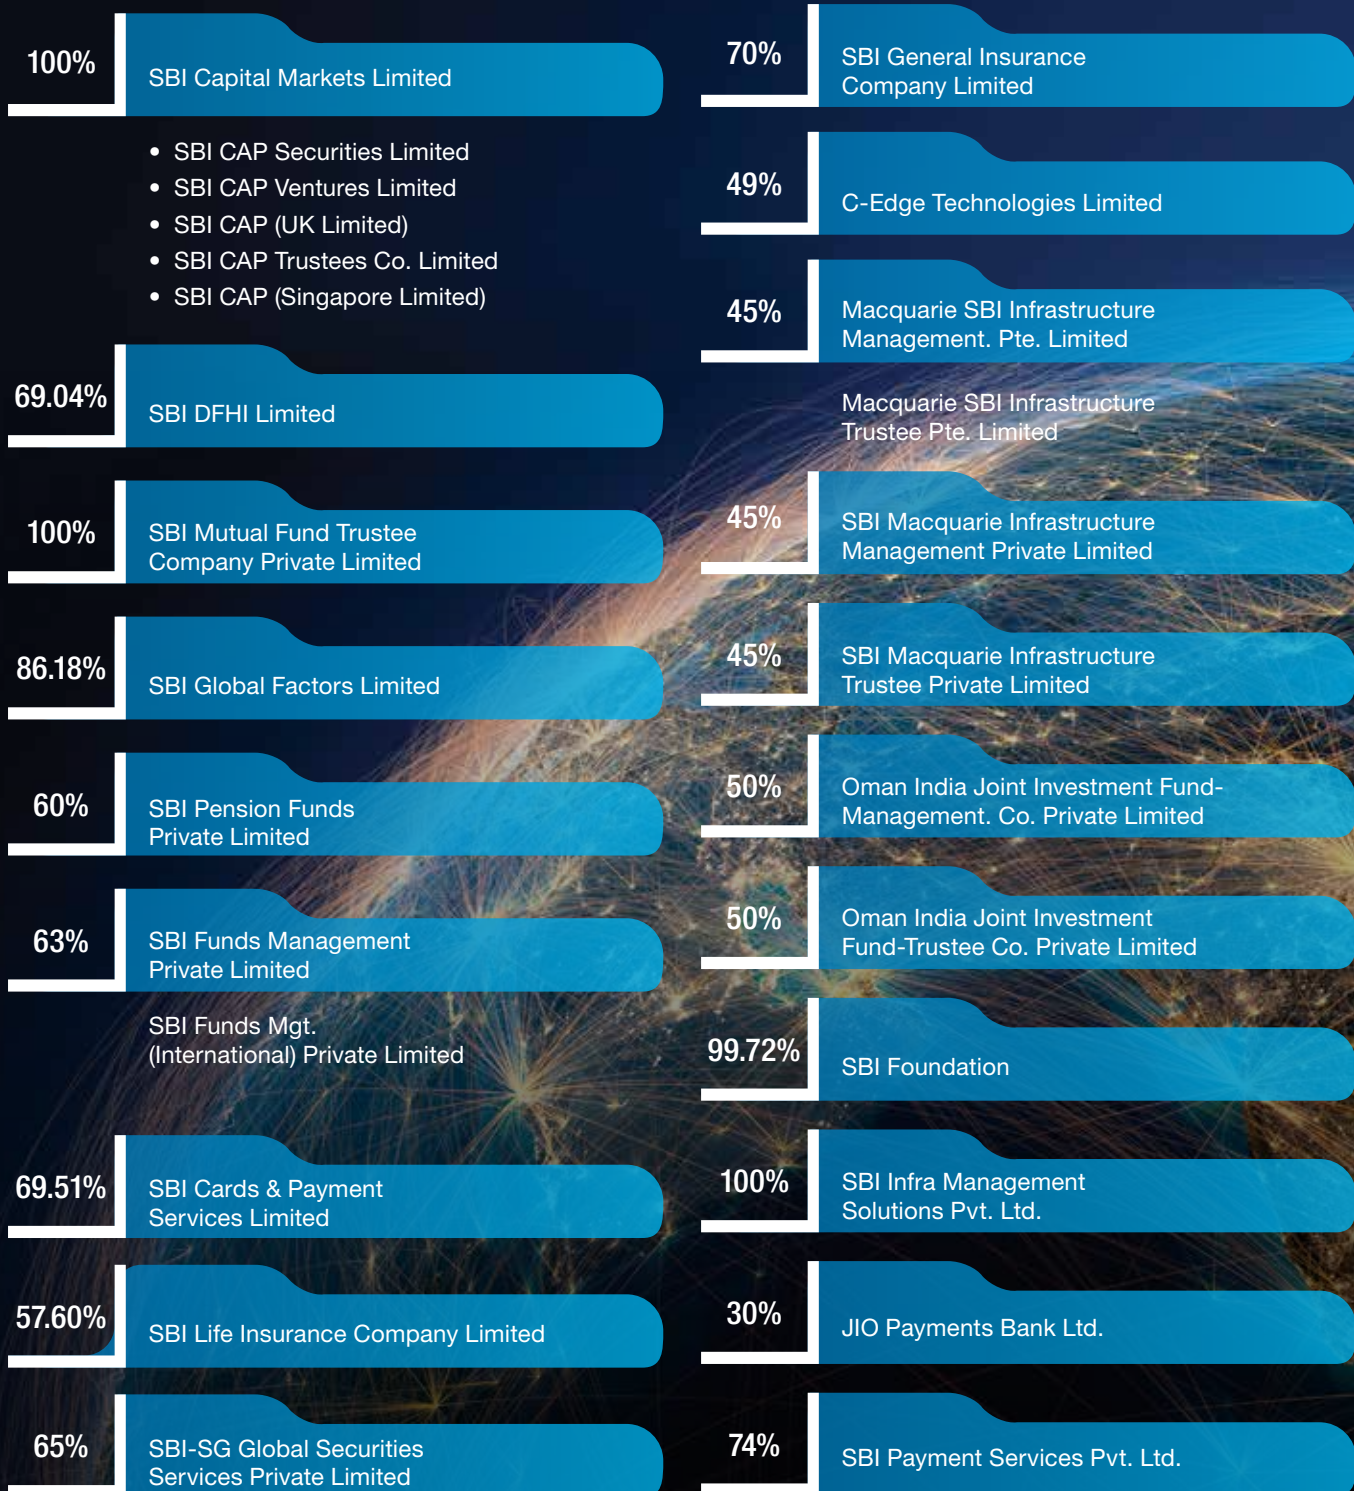 100%
SBI Capital Markets Limited
• SBI CAP Securities Limited
• SBI CAP Ventures Limited
• SBI CAP (UK Limited)
• SBI CAP Trustees Co. Limited
• SBI CAP (Singapore Limited)
69.04%
SBI DFHI Limited
100%
SBI Mutual Fund Trustee
Company Private Limited
86.18%
SBI Global Factors Limited
60%
SBI Pension Funds
Private Limited
63%
SBI Funds Management
Private Limited
SBI Funds Mgt.
(International) Private Limited
69.51%
SBI Cards & Payment
Services Limited
57.60%
SBI Life Insurance Company Limited
65%
SBI-SG Global Securities
Services Private Limited
70%
SBI General Insurance
Company Limited
49%
C-Edge Technologies Limited
45%
Macquarie SBI Infrastructure
Management. Pte. Limited
Macquarie SBI Infrastructure
Trustee Pte. Limited
45%
SBI Macquarie Infrastructure
Management Private Limited
45%
SBI Macquarie Infrastructure
Trustee Private Limited
50%
Oman India Joint Investment Fund-
Management. Co. Private Limited
50%
Oman India Joint Investment
Fund-Trustee Co. Private Limited
99.72%
SBI Foundation
100%
SBI Infra Management
Solutions Pvt. Ltd.
30%
JIO Payments Bank Ltd.
74%
SBI Payment Services Pvt. Ltd.